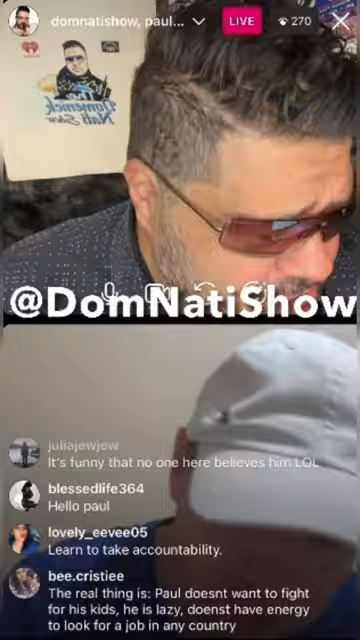 domnatishow, paul...
LIVE
270
The
Domenick
Nati Show
@DomNatiShow
juliajewjew
It's funny that no one here believes him LOL
blessedlife364
Hello paul
lovely_eevee05
Learn to take accountability.
bee.cristiee
The real thing is: Paul doesnt want to fight
for his kids, he is lazy, doenst have energy
to look for a job in any country